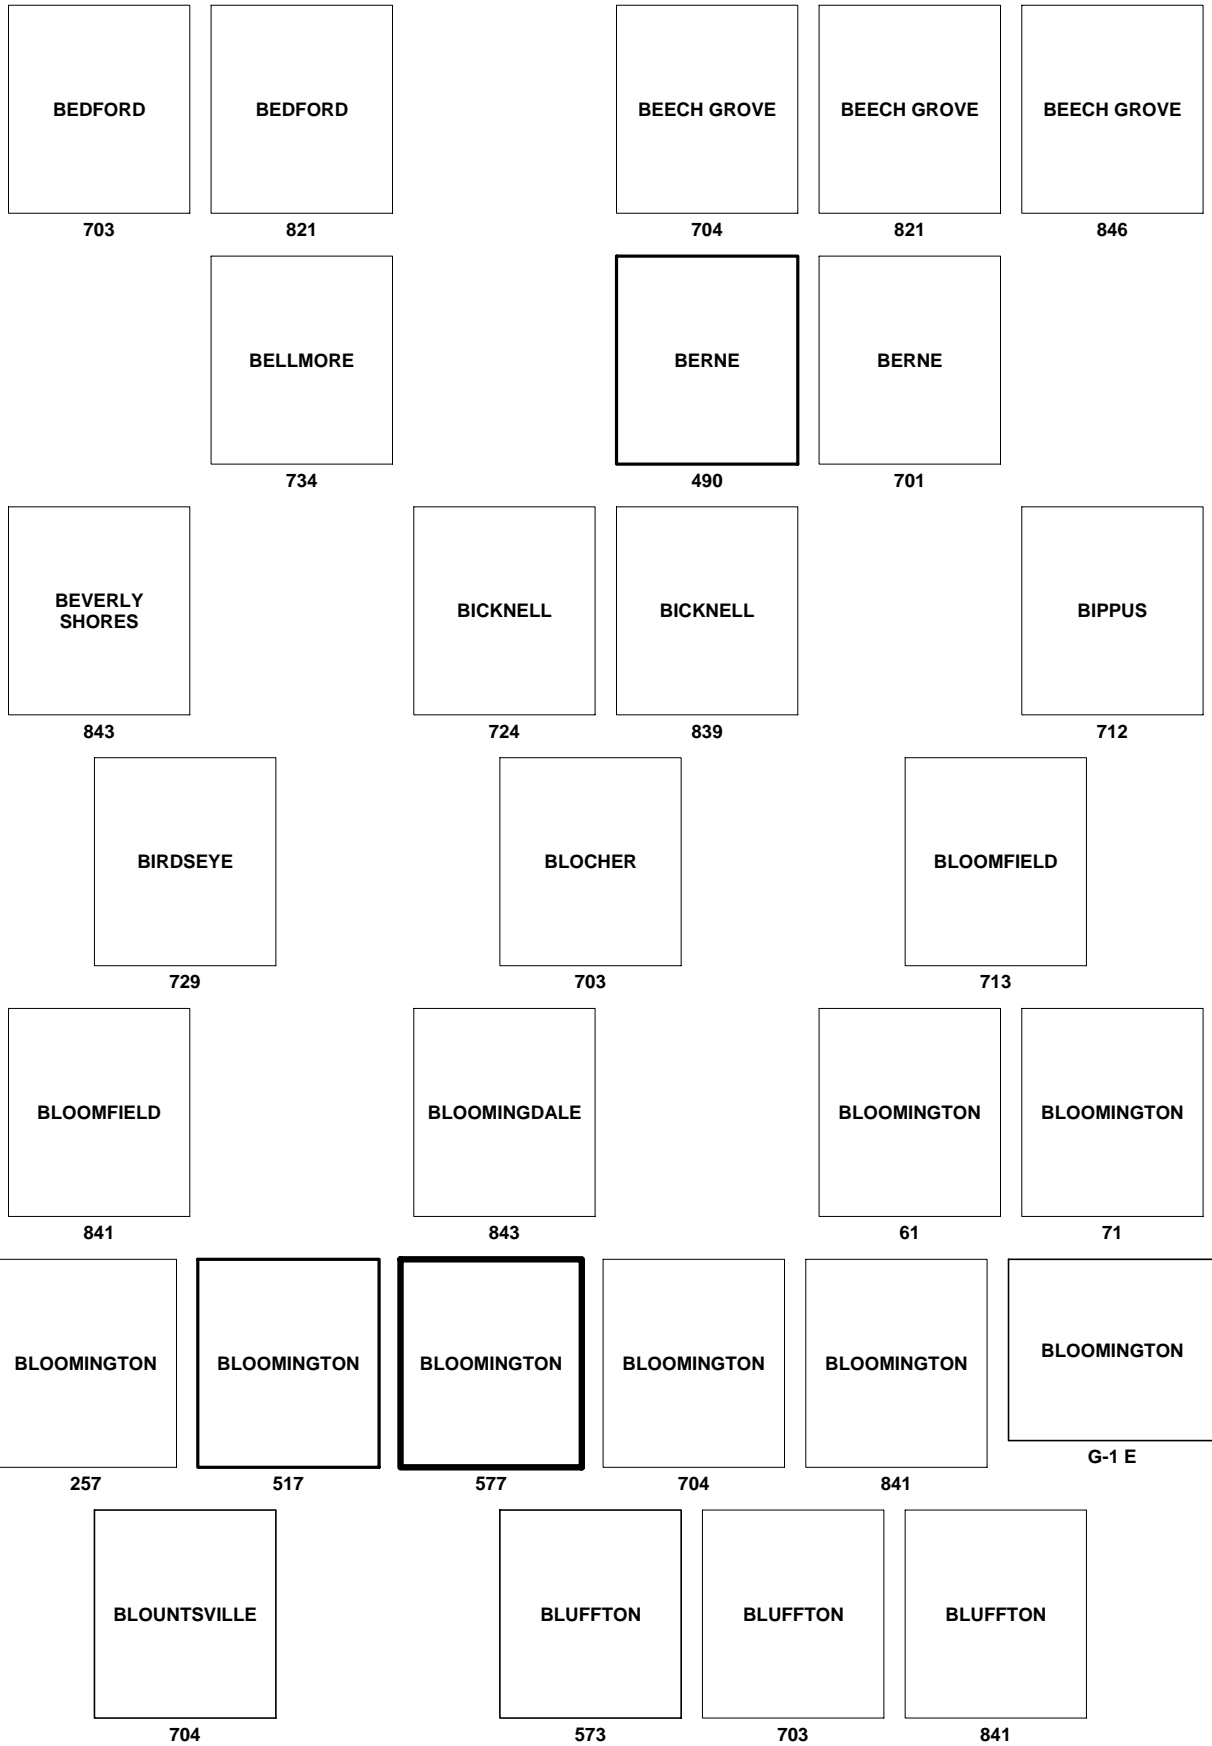 BEDFORD BEDFORD BEECH GROVE BEECH GROVE BEECH GROVE
703 821 704 821 846
BELLMORE BERNE BERNE
734 490 701
BEVERLY
SHORES
BICKNELL BICKNELL BIPPUS
843 724 839 712
BIRDSEYE BLOCHER BLOOMFIELD
729 703 713
BLOOMFIELD BLOOMINGDALE BLOOMINGTON BLOOMINGTON
841 843 61 71
BLOOMINGTON BLOOMINGTON BLOOMINGTON BLOOMINGTON BLOOMINGTON BLOOMINGTON
257 517 577 704 841 G-1 E
BLOUNTSVILLE BLUFFTON BLUFFTON BLUFFTON
704 573 703 841